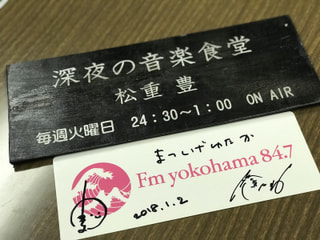 深夜の音楽食堂
松重 豊
毎週火曜日 24:30～1:00 ON AIR
まつしげゆたか
Fm yokohama 84.7
2018.1.2